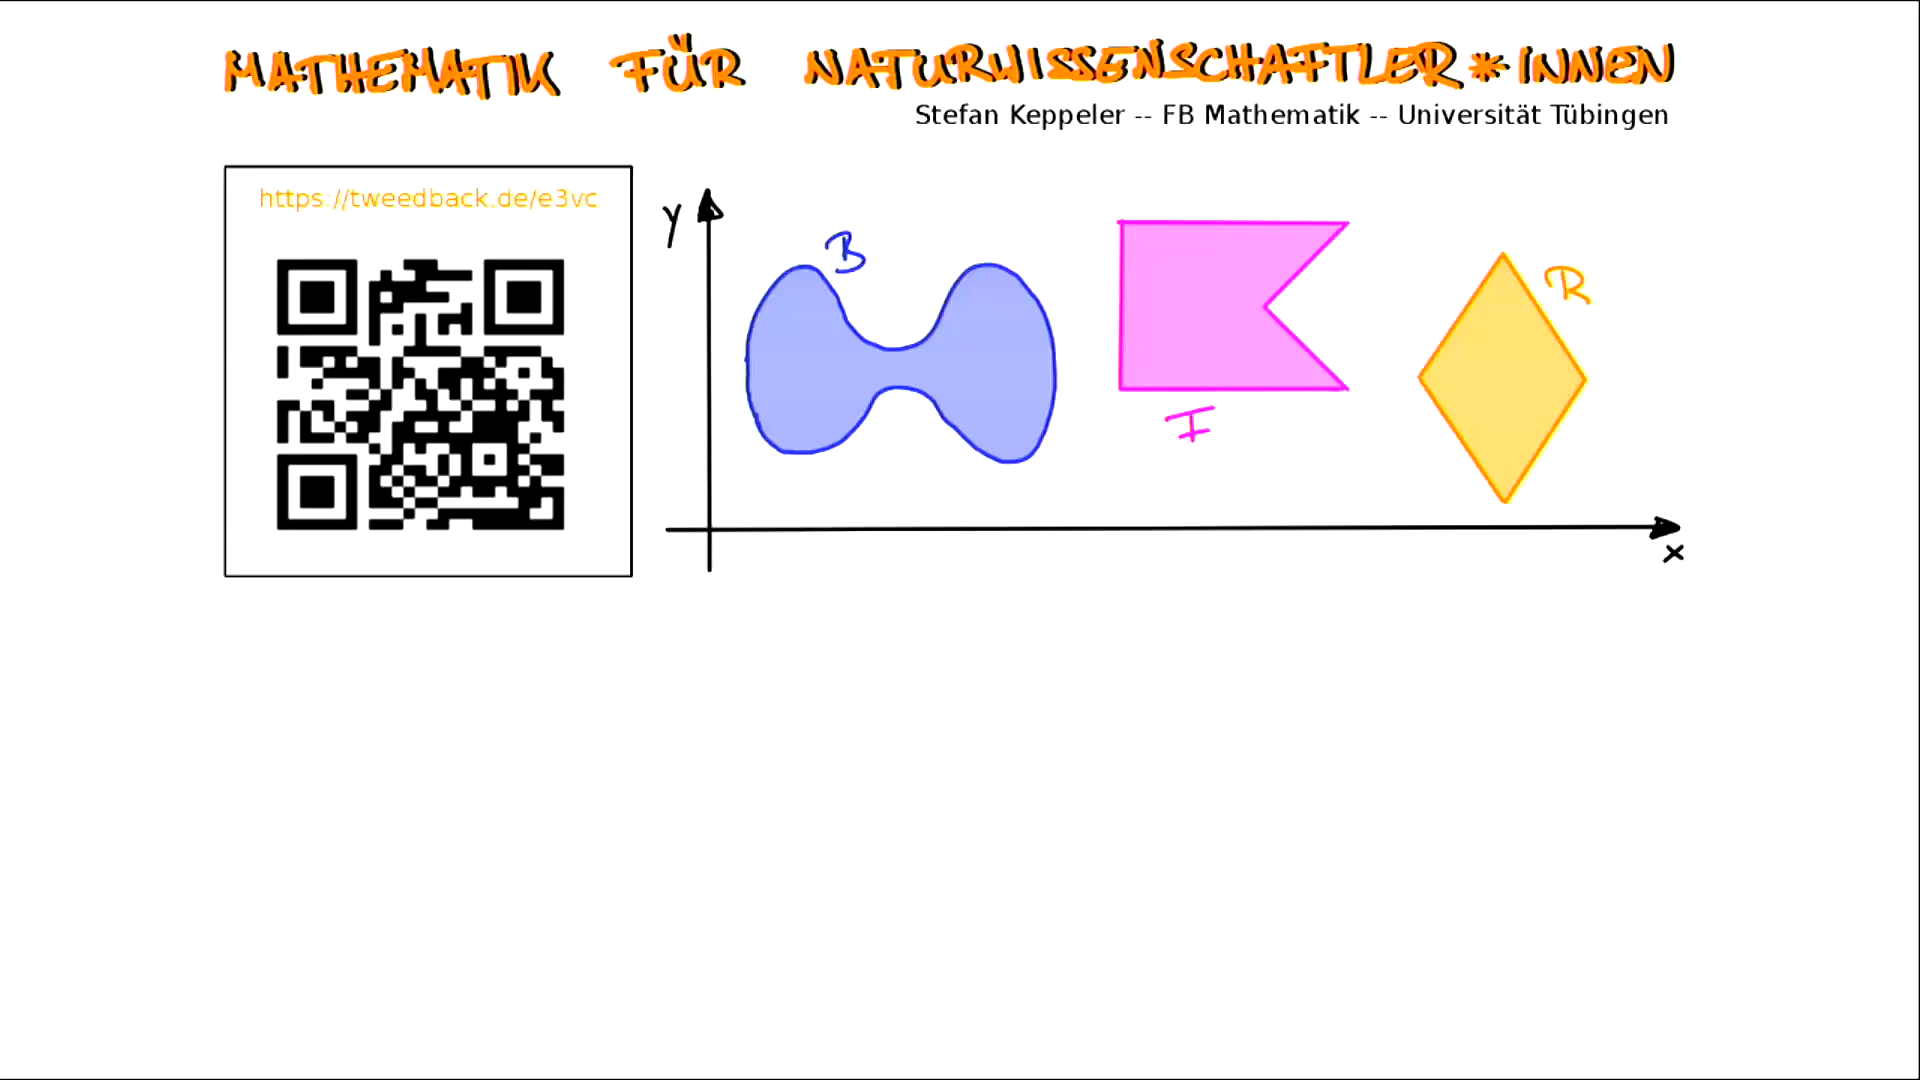 MATHEMATIK FÜR NATURWISSENSCHAFTLER*INNEN
Stefan Keppeler -- FB Mathematik -- Universität Tübingen
https://tweedback.de/e3vc
y
B
F
R
x